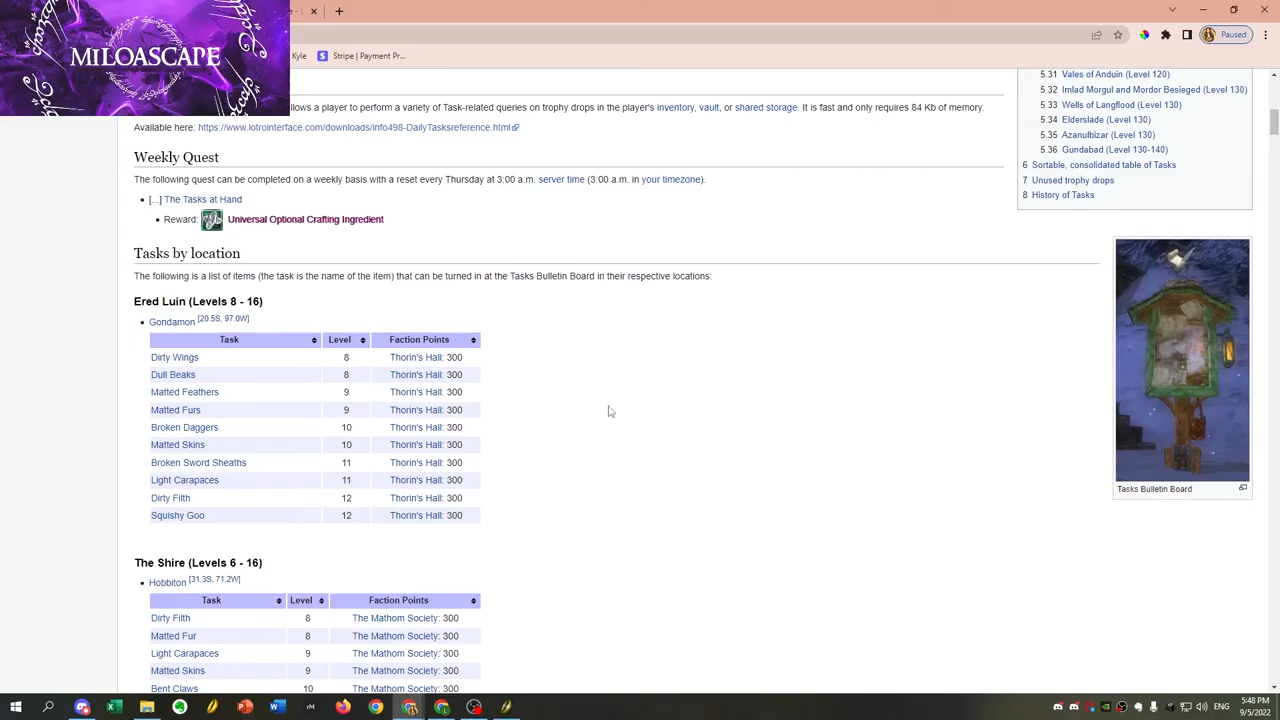 MILOASCAPE
Kyle
Stripe | Payment Pr...
Paused
llows a player to perform a variety of Task-related queries on trophy drops in the player's inventory, vault, or shared storage. It is fast and only requires 84 Kb of memory.
Available here: https://www.lotrointerface.com/downloads/info498-DailyTasksreference.html
5.31 Vales of Anduin (Level 120)
5.32 Imlad Morgul and Mordor Besieged (Level 130)
5.33 Wells of Langflood (Level 130)
5.34 Elderslade (Level 130)
5.35 Azanulbizar (Level 130)
5.36 Gundabad (Level 130-140)
6 Sortable, consolidated table of Tasks
7 Unused trophy drops
8 History of Tasks
Weekly Quest
The following quest can be completed on a weekly basis with a reset every Thursday at 3:00 a.m. server time (3:00 a.m. in your timezone).
• [...] The Tasks at Hand
• Reward: Universal Optional Crafting Ingredient
Tasks by location
The following is a list of items (the task is the name of the item) that can be turned in at the Tasks Bulletin Board in their respective locations:
Tasks Bulletin Board
Ered Luin (Levels 8 - 16)
• Gondamon [20.5S, 97.0W]
Task Level Faction Points
Dirty Wings 8 Thorin's Hall: 300
Dull Beaks 8 Thorin's Hall: 300
Matted Feathers 9 Thorin's Hall: 300
Matted Furs 9 Thorin's Hall: 300
Broken Daggers 10 Thorin's Hall: 300
Matted Skins 10 Thorin's Hall: 300
Broken Sword Sheaths 11 Thorin's Hall: 300
Light Carapaces 11 Thorin's Hall: 300
Dirty Filth 12 Thorin's Hall: 300
Squishy Goo 12 Thorin's Hall: 300
The Shire (Levels 6 - 16)
• Hobbiton [31.3S, 71.2W]
Task Level Faction Points
Dirty Filth 8 The Mathom Society: 300
Matted Fur 8 The Mathom Society: 300
Light Carapaces 9 The Mathom Society: 300
Matted Skins 9 The Mathom Society: 300
Bent Claws 10 The Mathom Society: 300
5:48 PM
9/5/2022